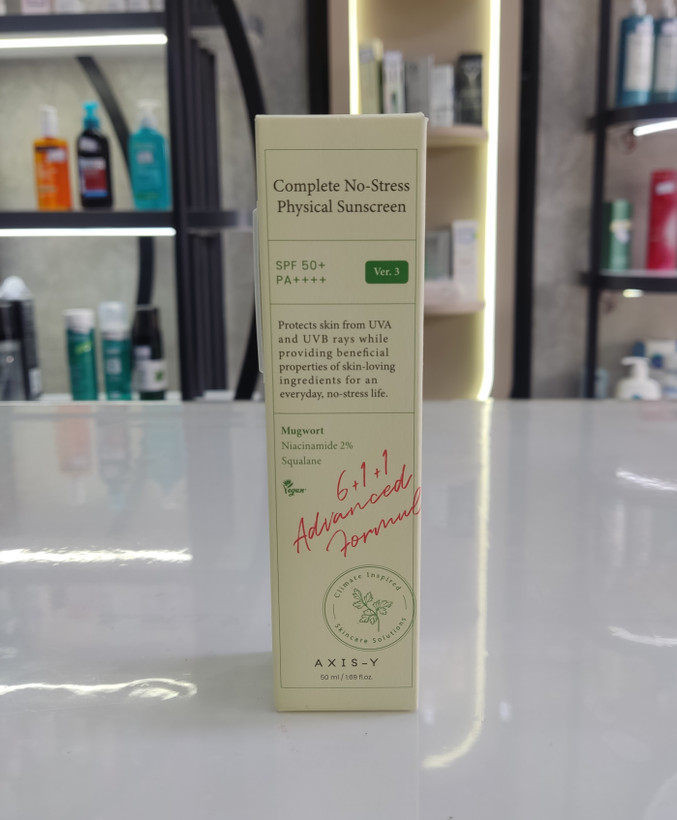 Complete No-Stress
Physical Sunscreen
SPF 50+
PA++++
Ver. 3
Protects skin from UVA
and UVB rays while
providing beneficial
properties of skin-loving
ingredients for an
everyday, no-stress life.
Mugwort
Niacinamide 2%
Squalane
Vegan
6+1+1
Advanced
Formul
Climate Inspired
Skincare Solutions
AXIS-Y
50 ml / 1.69 fl.oz.